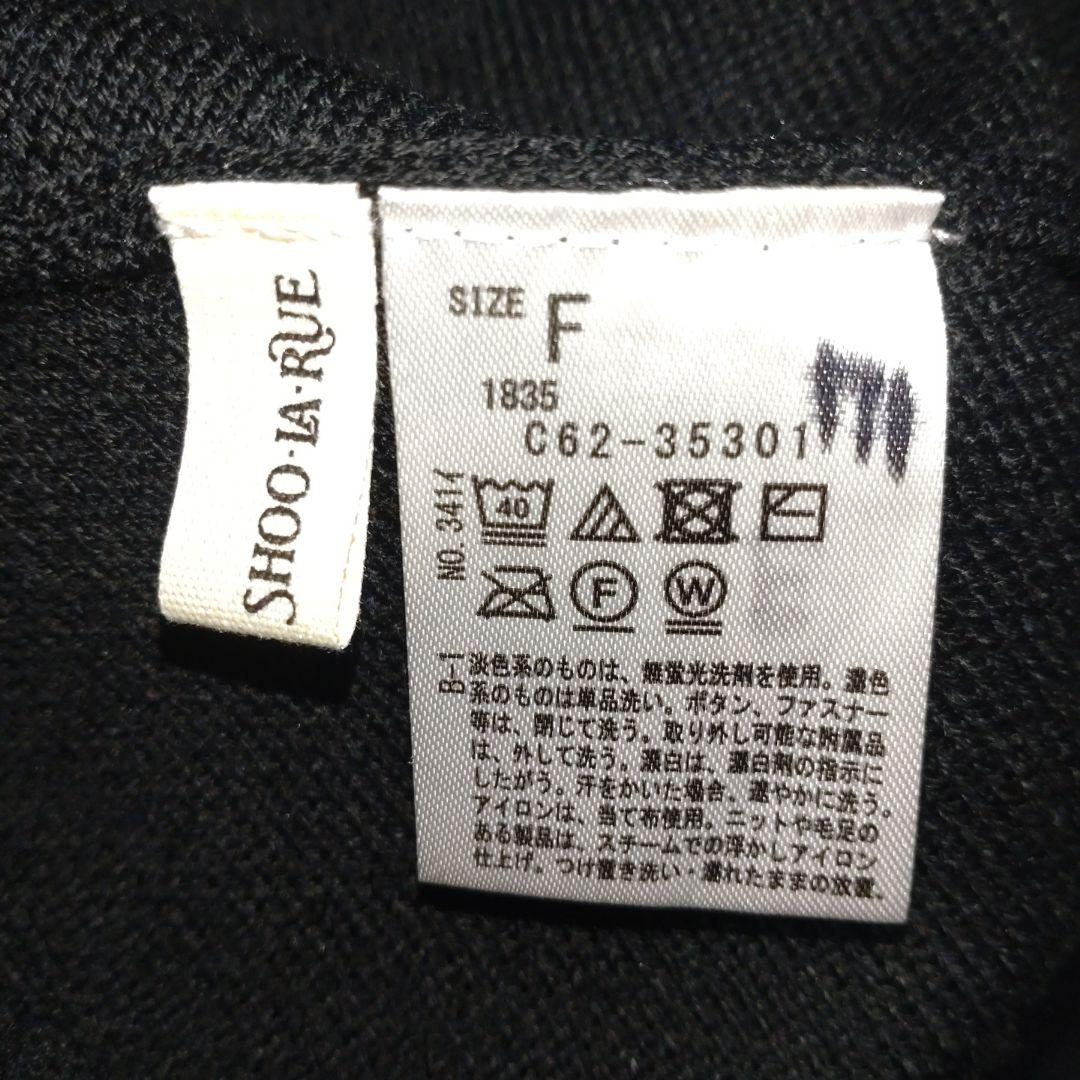 SHOO·LA·RUE
SIZE F
1835
C62-35301
NO. 341
40
F
W
B-1
淡色系のものは、無蛍光洗剤を使用。濃色
系のものは単品洗い。ボタン、ファスナー
等は、閉じて洗う。取り外し可能な附属品
は、外して洗う。漂白は、漂白剤の指示に
したがう。汗をかいた場合、速やかに洗う。
アイロンは、当て布使用。ニットや毛足の
ある製品は、スチームでの浮かしアイロン
仕上げ。つけ置き洗い・濡れたままの放置、